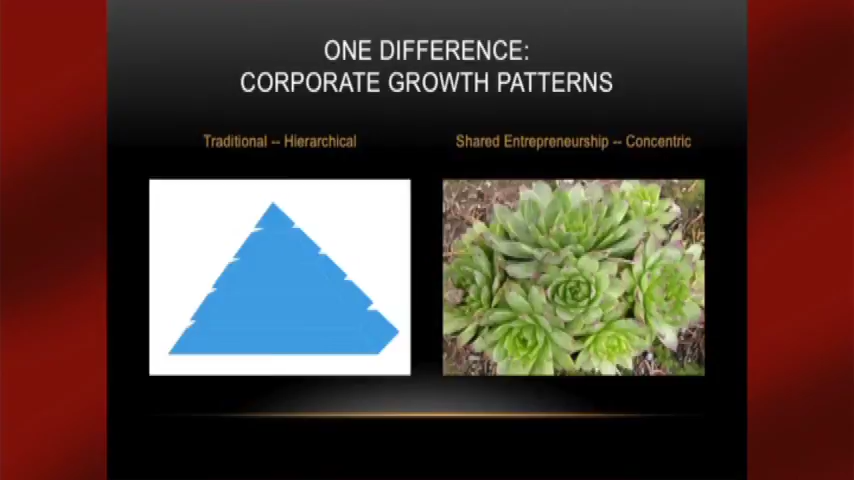 ONE DIFFERENCE:
CORPORATE GROWTH PATTERNS
Traditional -- Hierarchical
Shared Entrepreneurship -- Concentric